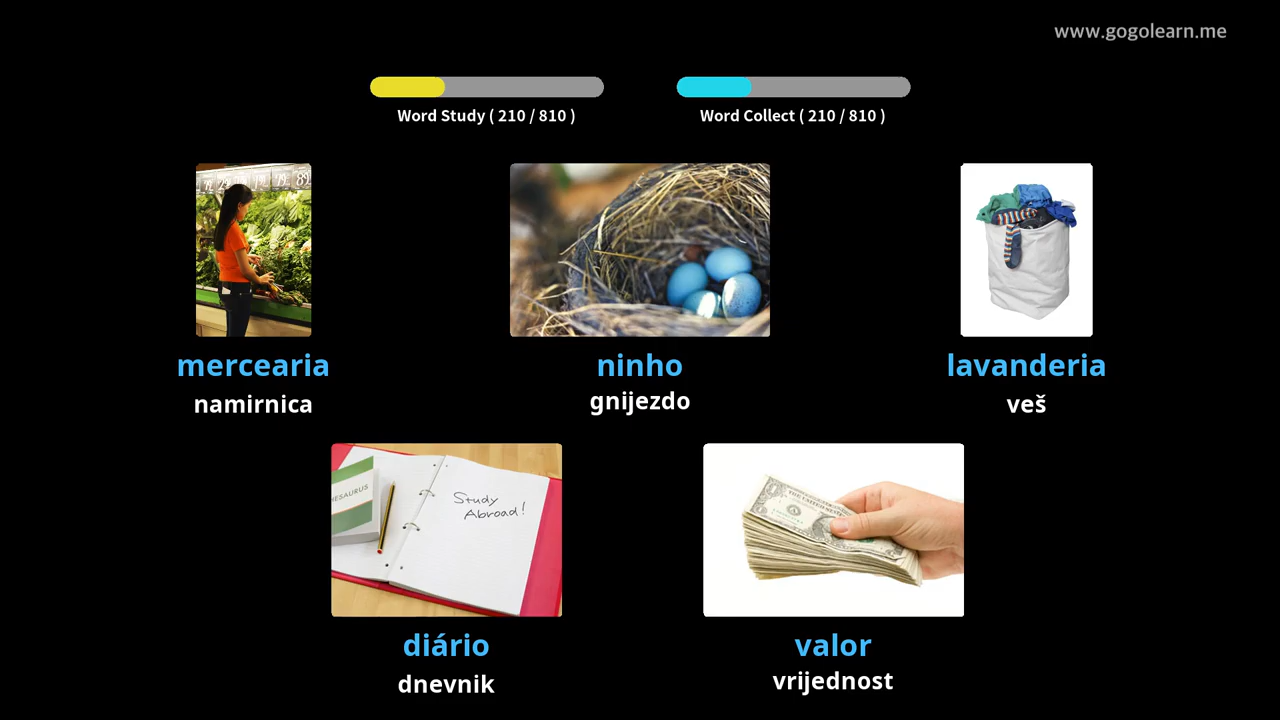 www.gogolearn.me
Word Study ( 210 / 810 )
Word Collect ( 210 / 810 )
mercearia
namirnica
ninho
gnijezdo
lavanderia
veš
Study
Abroad!
diário
dnevnik
valor
vrijednost